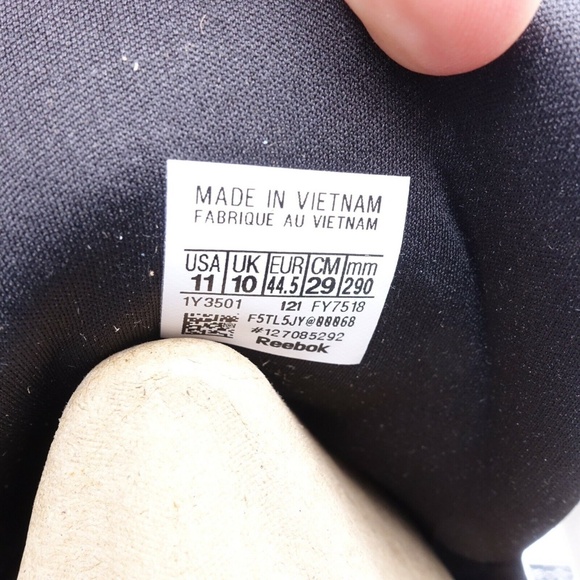 MADE IN VIETNAM
FABRIQUE AU VIETNAM
USA UK EUR CM mm
11 10 44.5 29 290
1Y3501 121 FY7518
F5TL5JY@00068
#127085292
Reebok